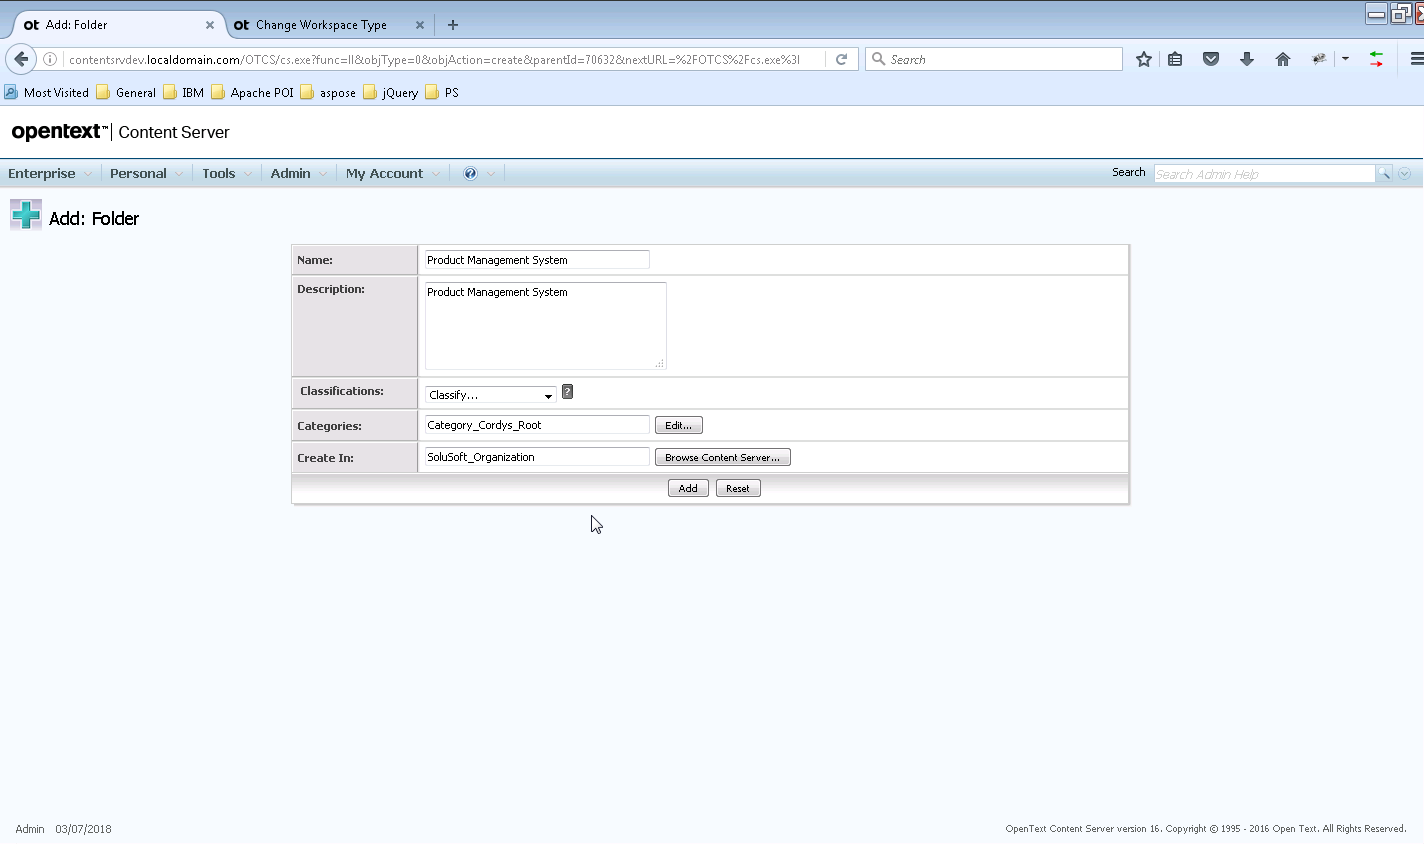 ot Add: Folder
ot Change Workspace Type
contentsrvdev.localdomain.com/OTCS/cs.exe?func=ll&objType=0&objAction=create&parentId=70632&nextURL=%2FOTCS%2Fcs.exe%3I
Search
Most Visited General IBM Apache POI aspose jQuery PS
opentext™ | Content Server
Enterprise Personal Tools Admin My Account ?
Search Search Admin Help
Add: Folder
Name: Product Management System
Description: Product Management System
Classifications: Classify... ?
Categories: Category_Cordys_Root Edit...
Create In: SoluSoft_Organization Browse Content Server...
Add Reset
Admin 03/07/2018
OpenText Content Server version 16. Copyright © 1995 - 2016 Open Text. All Rights Reserved.